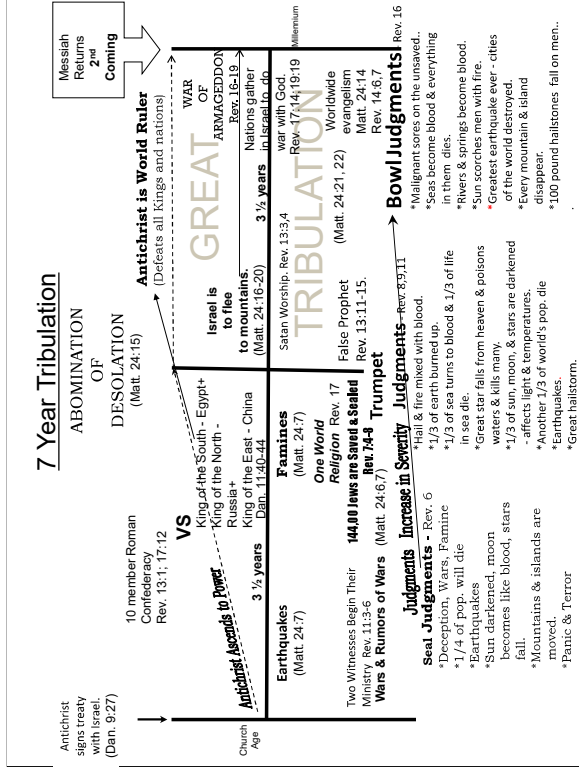 7 Year Tribulation
Antichrist
signs treaty
with Israel.
(Dan. 9:27)
10 member Roman
Confederacy
Rev. 13:1; 17:12
ABOMINATION
OF
DESOLATION
(Matt. 24:15)
Messiah
Returns
2nd
Coming
Antichrist is World Ruler
(Defeats all Kings and nations)
VS
King of the South - Egypt+
King of the North -
Russia+
King of the East - China
Dan. 11:40-44
Antichrist Ascends to Power
3 ½ years
Israel is
to flee
to mountains.
(Matt. 24:16-20)
GREAT
3 ½ years
WAR
OF
ARMAGEDDON
Rev. 16-19
Nations gather
in Israel to do
war with God.
Rev. 17:14;19:19
Church
Age
Millennium
Earthquakes
(Matt. 24:7)
Famines
(Matt. 24:7)
One World
Religion Rev. 17
Satan Worship. Rev. 13:3,4
TRIBULATION
(Matt. 24:21, 22)
Worldwide
evangelism
Matt. 24:14
Rev. 14:6,7
Two Witnesses Begin Their
Ministry Rev. 11:3-6
144,00 Jews are Saved & Sealed
Rev. 7:4-8
False Prophet
Rev. 13:11-15.
Wars & Rumors of Wars (Matt. 24:6,7)
Judgments Increase in Severity
Seal Judgments - Rev. 6
*Deception, Wars, Famine
*1/4 of pop. will die
*Earthquakes
*Sun darkened, moon
becomes like blood, stars
fall.
*Mountains & islands are
moved.
*Panic & Terror
Trumpet
Judgments - Rev. 8,9,11
*Hail & fire mixed with blood.
*1/3 of earth burned up.
*1/3 of sea turns to blood & 1/3 of life
in sea die.
*Great star falls from heaven & poisons
waters & kills many.
*1/3 of sun, moon, & stars are darkened
- affects light & temperatures.
*Another 1/3 of world's pop. die
*Earthquakes.
*Great hailstorm.
Bowl Judgments - Rev. 16
*Malignant sores on the unsaved..
*Seas become blood & everything
in them dies.
*Rivers & springs become blood.
*Sun scorches men with fire.
*Greatest earthquake ever - cities
of the world destroyed.
*Every mountain & island
disappear.
*100 pound hailstones fall on men..
.